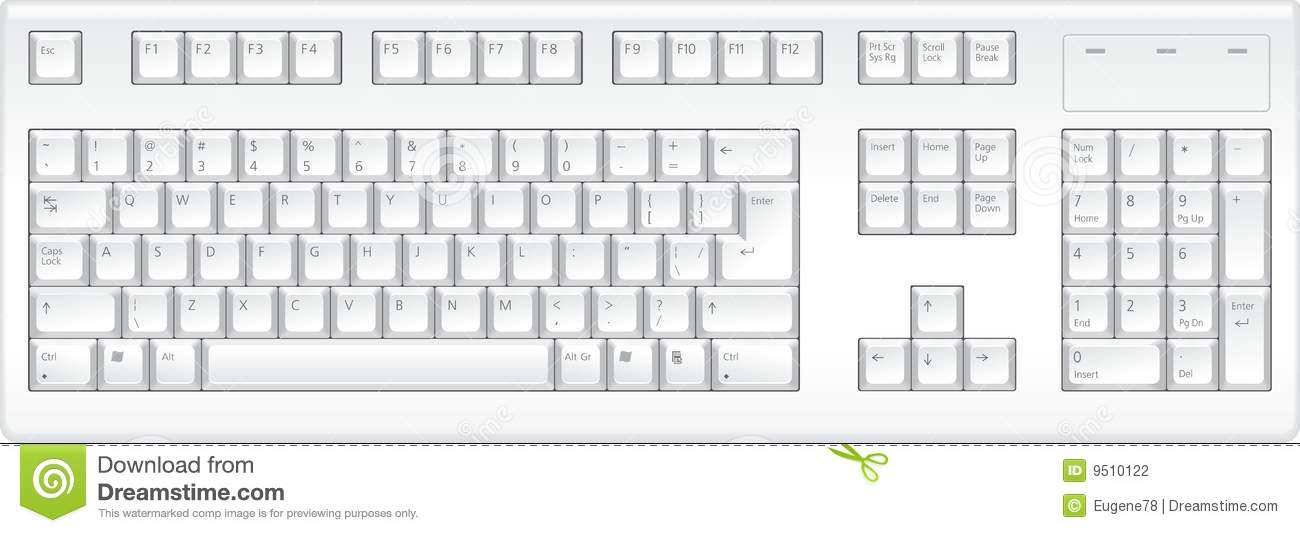 Esc F1 F2 F3 F4 F5 F6 F7 F8 F9 F10 F11 F12 Prt Scr Scroll Pause
Sys Rg Lock Break
~ ! @ # $ % ^ & * ( ) _ + ← Insert Home Page Num / * -
` 1 2 3 4 5 6 7 8 9 0 - = Up Lock
↹ Q W E R T Y U I O P { } Enter Delete End Page 7 8 9 +
[ ] Down Home Pg Up
Caps A S D F G H J K L : “ | / ↵ 4 5 6
Lock \
↑ | Z X C V B N M < > ? ↑ ↑ 1 2 3 Enter
\ , . / End Pg Dn ↵
Ctrl Alt Alt Gr Ctrl ← ↓ → 0 .
Insert Del
dreamstime
Download from
Dreamstime.com
This watermarked comp image is for previewing purposes only.
ID 9510122
© Eugene78 | Dreamstime.com